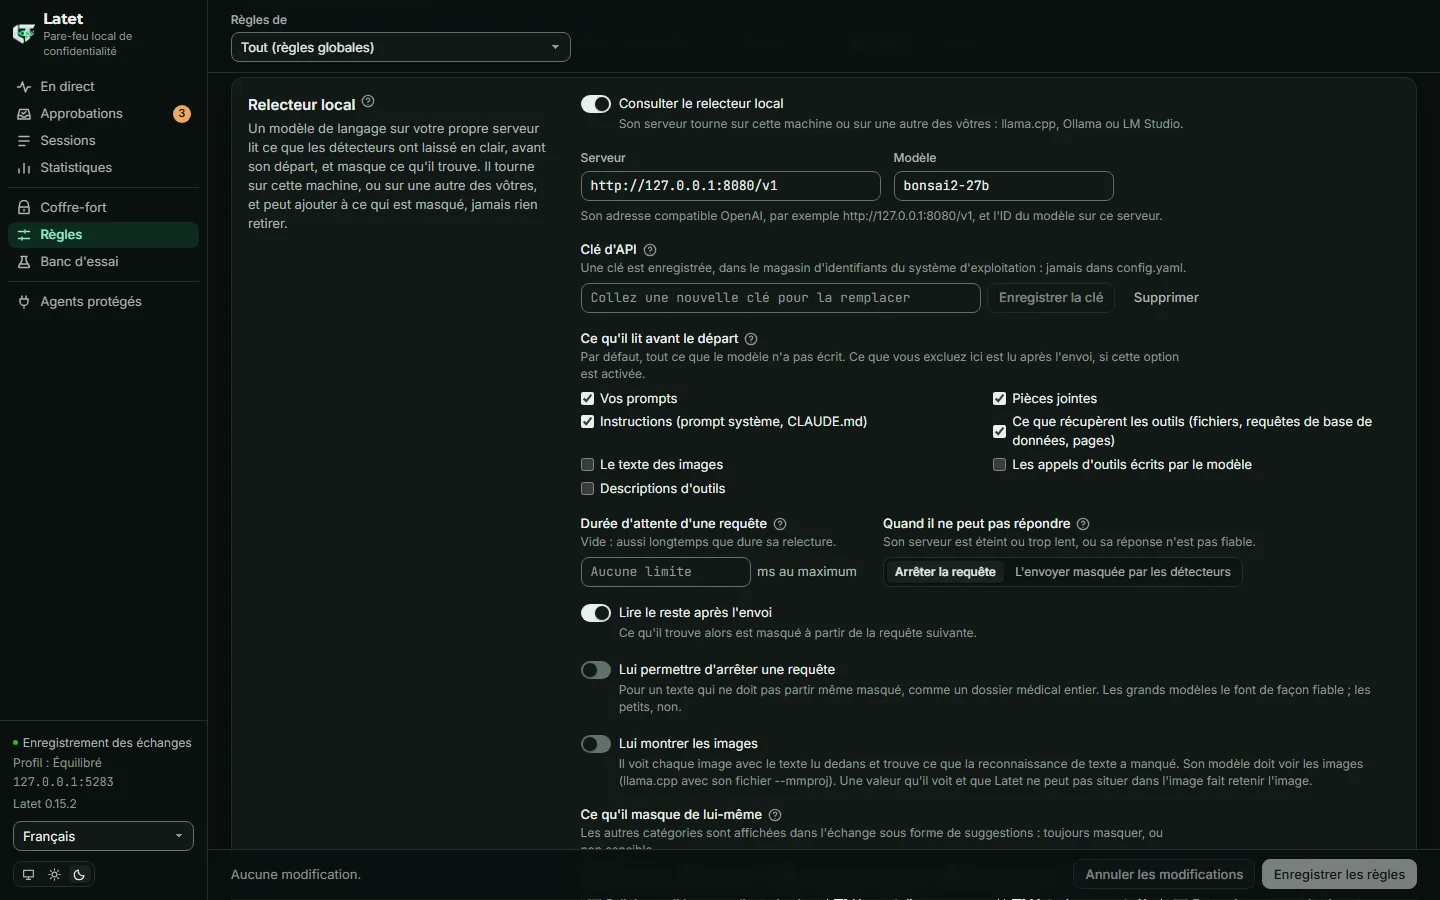 Latet
Pare-feu local de
confidentialité
En direct
Approbations
3
Sessions
Statistiques
Coffre-fort
Règles
Banc d'essai
Agents protégés
Enregistrement des échanges
Profil : Équilibré
127.0.0.1:5283
Latet 0.15.2
Français
Règles de
Tout (règles globales)
Relecteur local
Un modèle de langage sur votre propre serveur
lit ce que les détecteurs ont laissé en clair, avant
son départ, et masque ce qu'il trouve. Il tourne
sur cette machine, ou sur une autre des vôtres,
et peut ajouter à ce qui est masqué, jamais rien
retirer.
Consulter le relecteur local
Son serveur tourne sur cette machine ou sur une autre des vôtres : llama.cpp, Ollama ou LM Studio.
Serveur
Modèle
http://127.0.0.1:8080/v1
bonsai2-27b
Son adresse compatible OpenAI, par exemple http://127.0.0.1:8080/v1, et l'ID du modèle sur ce serveur.
Clé d'API
Une clé est enregistrée, dans le magasin d'identifiants du système d'exploitation : jamais dans config.yaml.
Collez une nouvelle clé pour la remplacer
Enregistrer la clé
Supprimer
Ce qu'il lit avant le départ
Par défaut, tout ce que le modèle n'a pas écrit. Ce que vous excluez ici est lu après l'envoi, si cette option
est activée.
Vos prompts
Pièces jointes
Instructions (prompt système, CLAUDE.md)
Ce que récupèrent les outils (fichiers, requêtes de base de
données, pages)
Le texte des images
Les appels d'outils écrits par le modèle
Descriptions d'outils
Durée d'attente d'une requête
Vide : aussi longtemps que dure sa relecture.
Aucune limite
ms au maximum
Quand il ne peut pas répondre
Son serveur est éteint ou trop lent, ou sa réponse n'est pas fiable.
Arrêter la requête
L'envoyer masquée par les détecteurs
Lire le reste après l'envoi
Ce qu'il trouve alors est masqué à partir de la requête suivante.
Lui permettre d'arrêter une requête
Pour un texte qui ne doit pas partir même masqué, comme un dossier médical entier. Les grands modèles le font de façon fiable ; les
petits, non.
Lui montrer les images
Il voit chaque image avec le texte lu dedans et trouve ce que la reconnaissance de texte a manqué. Son modèle doit voir les images
(llama.cpp avec son fichier --mmproj). Une valeur qu'il voit et que Latet ne peut pas situer dans l'image fait retenir l'image.
Ce qu'il masque de lui-même
Les autres catégories sont affichées dans l'échange sous forme de suggestions : toujours masquer, ou
Aucune modification.
Annuler les modifications
Enregistrer les règles